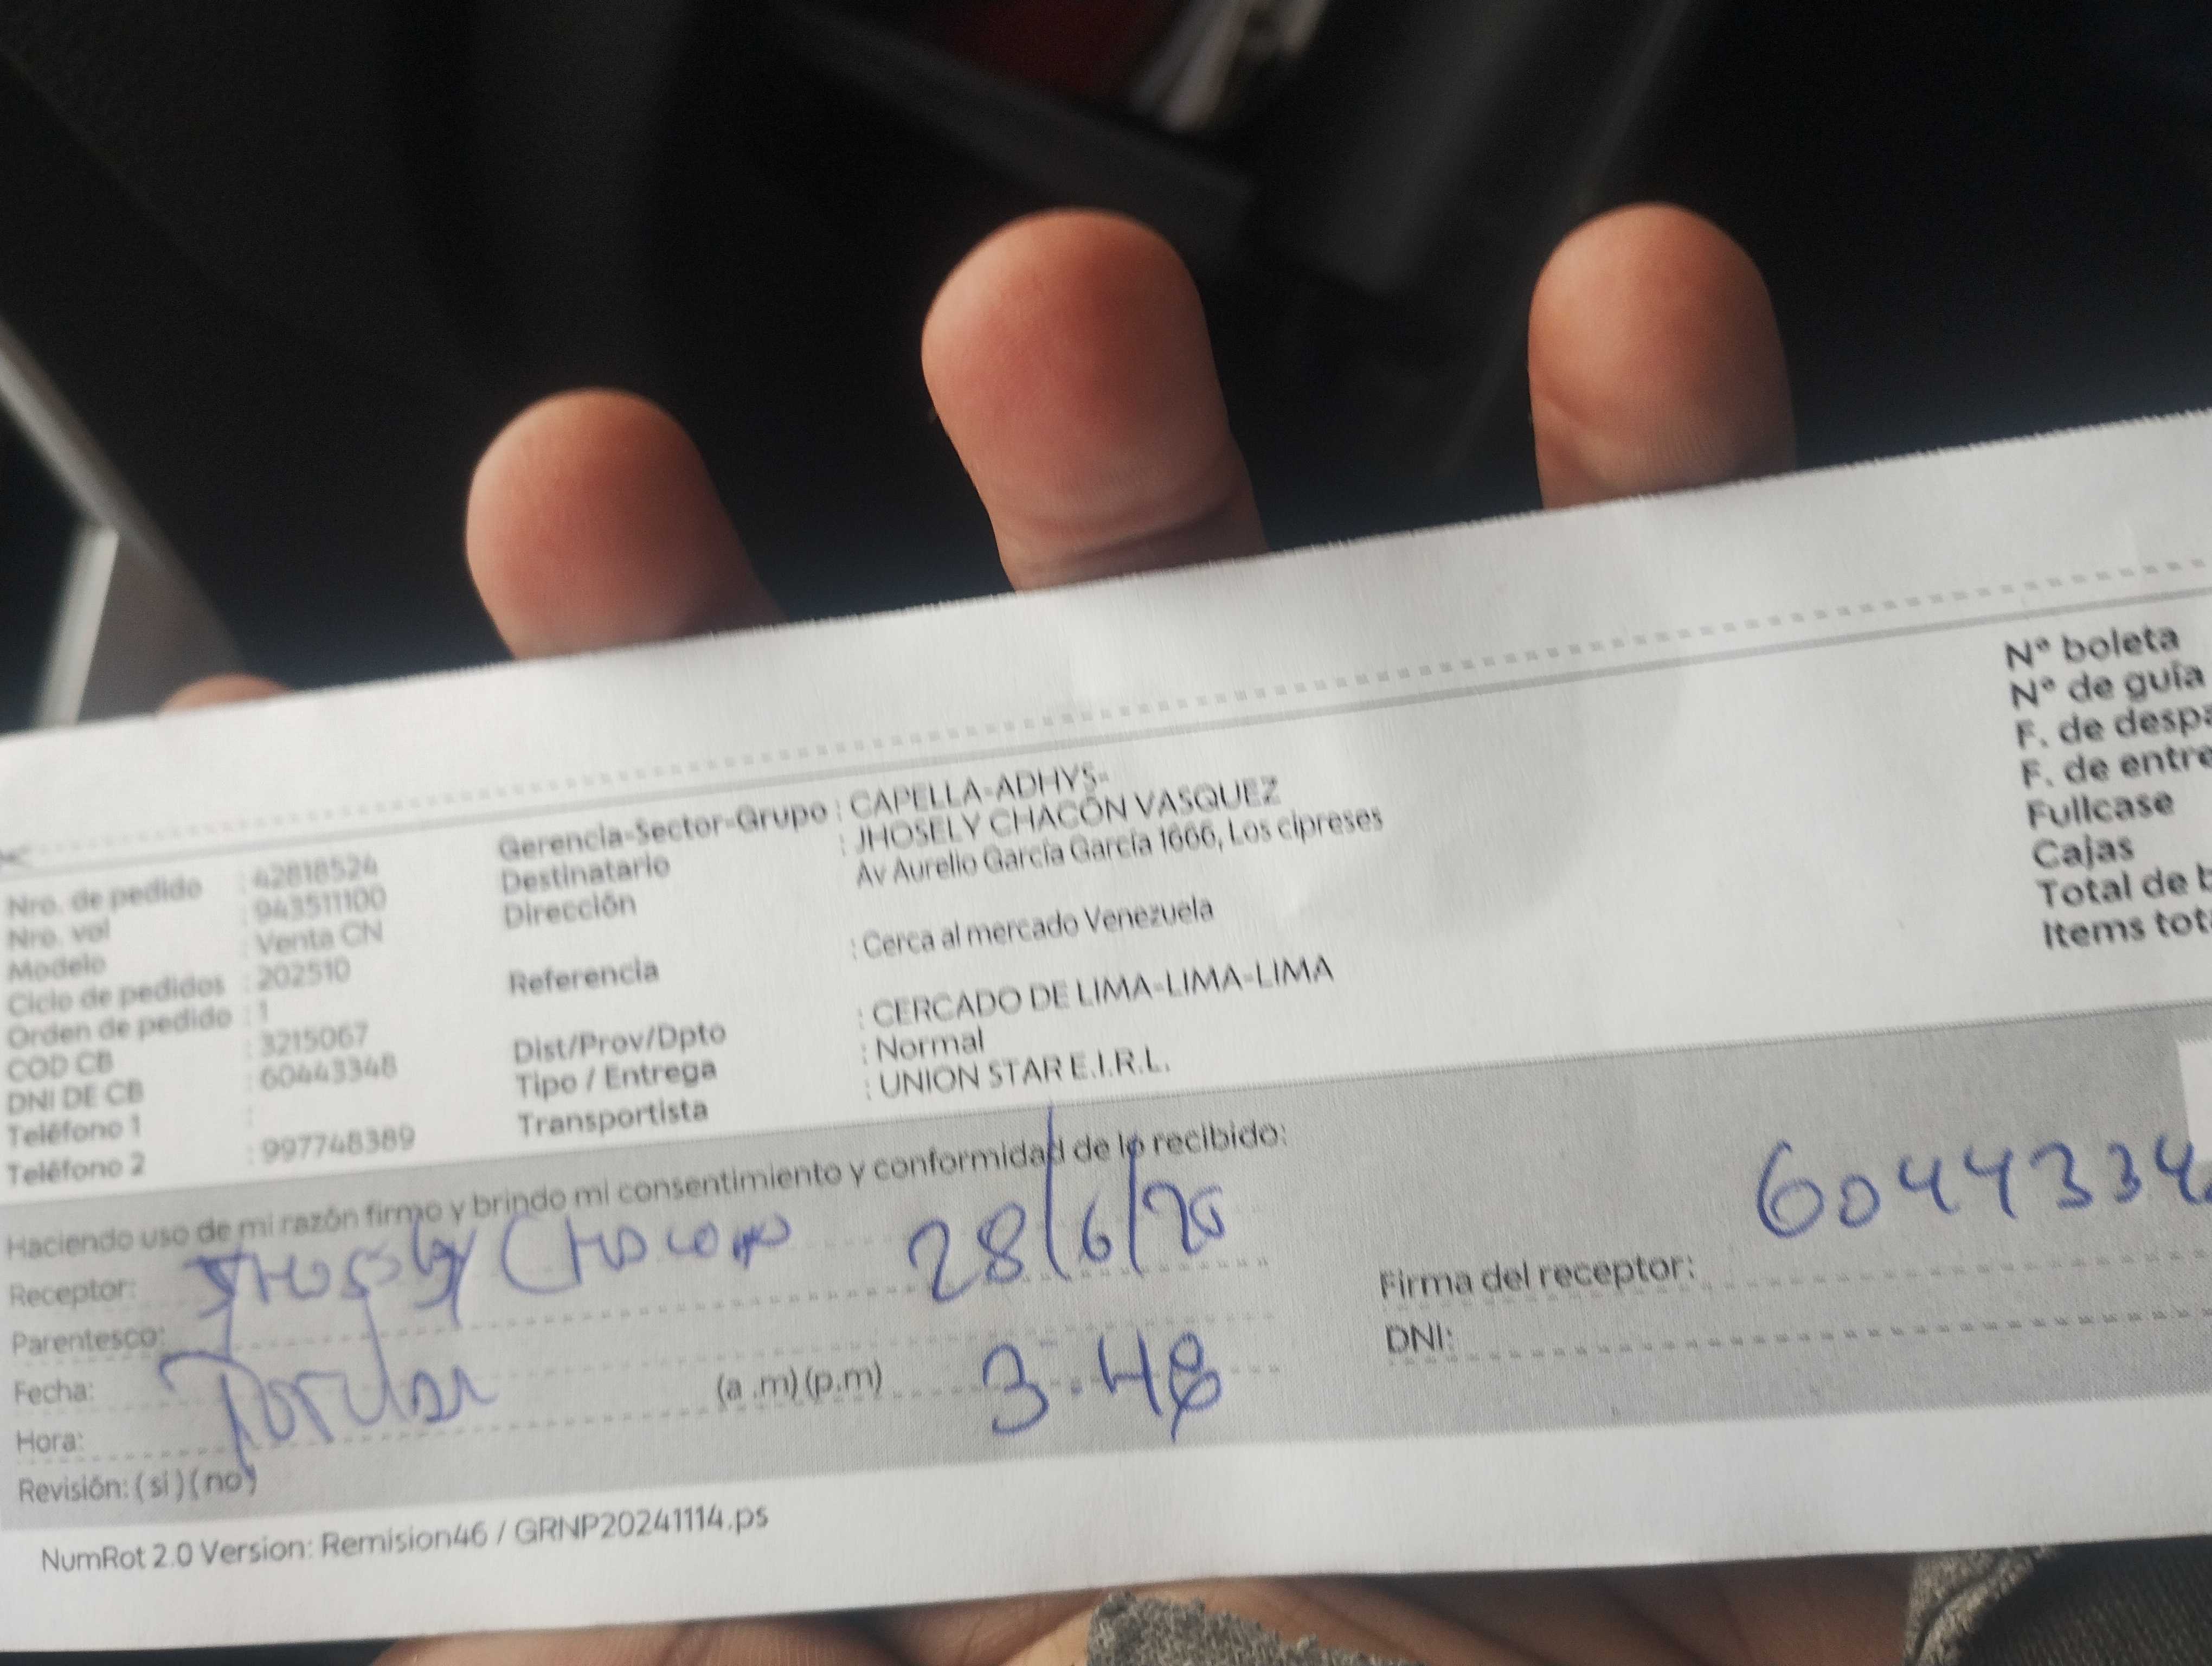 Nro. de pedido : 42818524
Nro. val : 943511100
Modelo : Venta CN
Ciclo de pedidos : 202510
Orden de pedido : 1
COD CB : 3215067
DNI DE CB : 60443348
Teléfono 1 :
Teléfono 2 : 997748389
Gerencia-Sector-Grupo : CAPELLA-ADHYS-
Destinatario : JHOSELY CHACÓN VASQUEZ
Dirección : Av Aurelio García García 1666, Los cipreses
Referencia : Cerca al mercado Venezuela
Dist/Prov/Dpto : CERCADO DE LIMA-LIMA-LIMA
Tipo / Entrega : Normal
Transportista : UNION STAR E.I.R.L.
N° boleta
N° de guía
F. de despa
F. de entre
Fullcase
Cajas
Total de b
Items tot
Haciendo uso de mi razón firmo y brindo mi consentimiento y conformidad de lo recibido:
Receptor: 28/6/
Parentesco:
Fecha:
Hora: (a .m) (p.m) 3.48
Revisión: ( si ) ( no )
6044334
Firma del receptor:
DNI:
NumRot 2.0 Version: Remision46 / GRNP20241114.ps